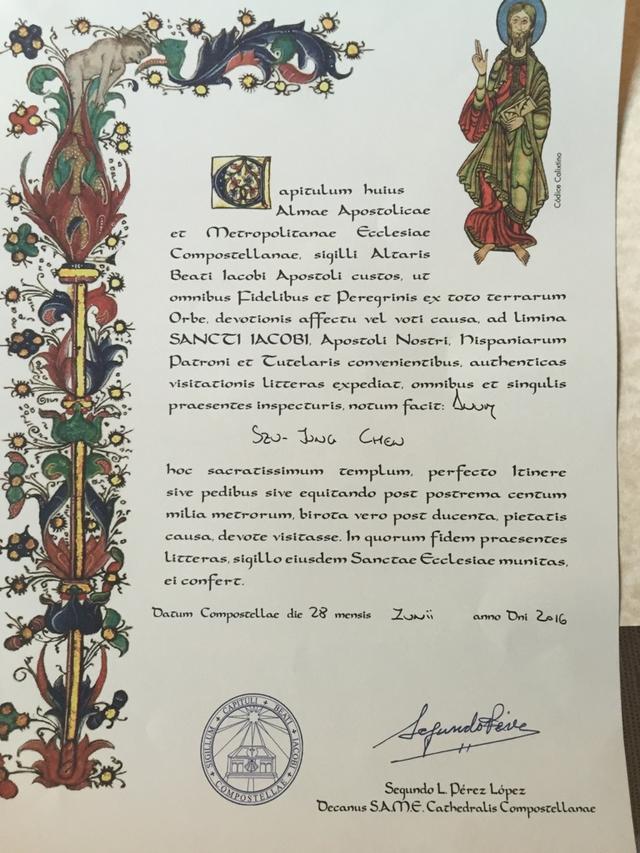 Códice Calixtino
Capitulum huius
Almae Apostolicae
et Metropolitanae Ecclesiae
Compostellanae, sigilli Altaris
Beati Iacobi Apostoli custos, ut
omnibus Fidelibus et Peregrinis ex toto terrarum
Orbe, devotionis affectu vel voti causa, ad limina
SANCTI IACOBI, Apostoli Nostri, Hispaniarum
Patroni et Tutelaris convenientibus, authenticas
visitationis litteras expediat, omnibus et singulis
praesentes inspecturis, notum facit: Dnum
Szu-Jung Chen
hoc sacratissimum templum, perfecto Itinere
sive pedibus sive equitando post postrema centum
milia metrorum, birota vero post ducenta, pietatis
causa, devote visitasse. In quorum fidem praesentes
litteras, sigillo eiusdem Sanctae Ecclesiae munitas,
ei confert.
Datum Compostellae die 28 mensis Iunii anno Dni 2016
SIGILLUM CAPITULI BEATI IACOBI COMPOSTELLAE
Segundo Pérez
Segundo L. Pérez López
Decanus S.A.M.E. Cathedralis Compostellanae